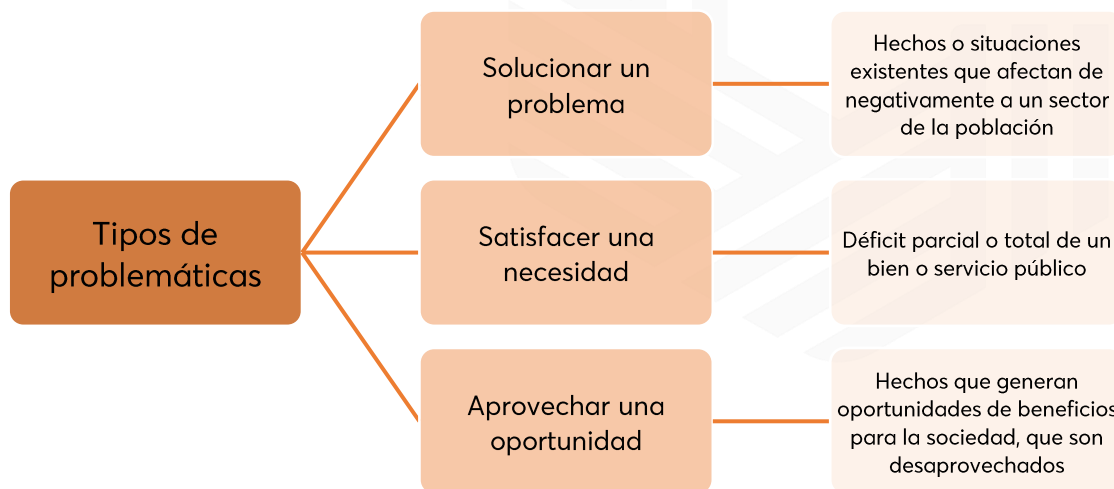 Tipos de
problemáticas
Solucionar un
problema
Hechos o situaciones
existentes que afectan de
negativamente a un sector
de la población
Satisfacer una
necesidad
Déficit parcial o total de un
bien o servicio público
Aprovechar una
oportunidad
Hechos que generan
oportunidades de beneficios
para la sociedad, que son
desaprovechados